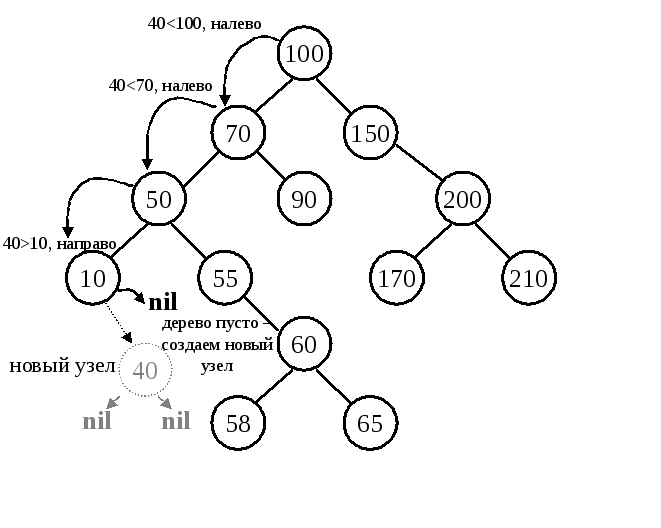 40<100, налево
100
40<70, налево
70
150
50
90
200
40>10, направо
10
55
170
210
nil
дерево пусто –
создаем новый
узел
60
новый узел
40
nil
nil
58
65